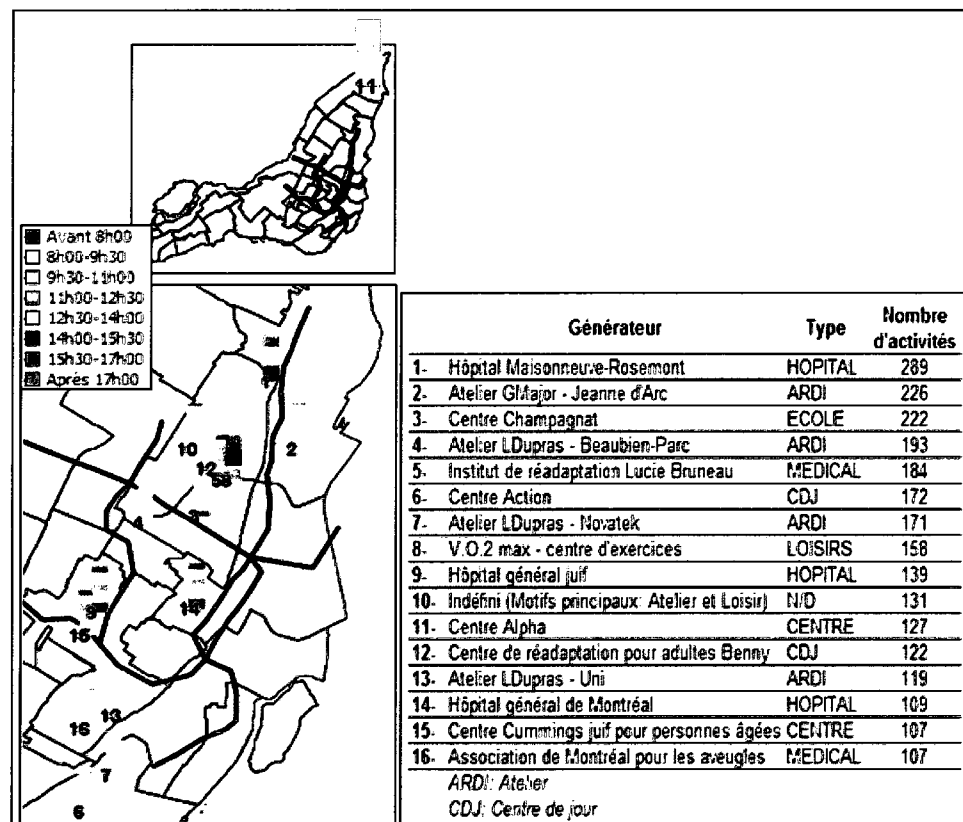 11
Avant 8h00
8h00-9h30
9h30-11h00
11h00-12h30
12h30-14h00
14h00-15h30
15h30-17h00
Après 17h00
10
2
12
58
4
3
1
9
15
16
13
7
6
Générateur Type Nombre d'activités
1- Hôpital Maisonneuve-Rosemont HOPITAL 289
2- Atelier GMajor - Jeanne d'Arc ARDI 226
3- Centre Champagnat ECOLE 222
4- Atelier LDupras - Beaubien-Parc ARDI 193
5- Institut de réadaptation Lucie Bruneau MEDICAL 184
6- Centre Action CDJ 172
7- Atelier LDupras - Novatek ARDI 171
8- V.O.2 max - centre d'exercices LOISIRS 158
9- Hôpital général juif HOPITAL 139
10- Indéfini (Motifs principaux: Atelier et Loisir) N/D 131
11- Centre Alpha CENTRE 127
12- Centre de réadaptation pour adultes Benny CDJ 122
13- Atelier LDupras - Uni ARDI 119
14- Hôpital général de Montréal HOPITAL 109
15- Centre Cummings juif pour personnes âgées CENTRE 107
16- Association de Montréal pour les aveugles MEDICAL 107
ARDI: Atelier
CDJ: Centre de jour